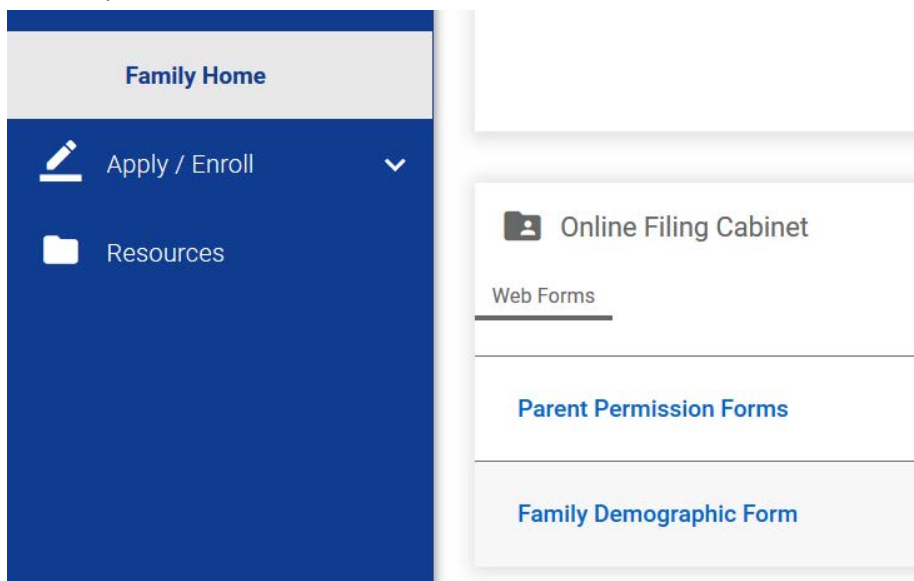 Family Home
Apply / Enroll
Resources
Online Filing Cabinet
Web Forms
Parent Permission Forms
Family Demographic Form